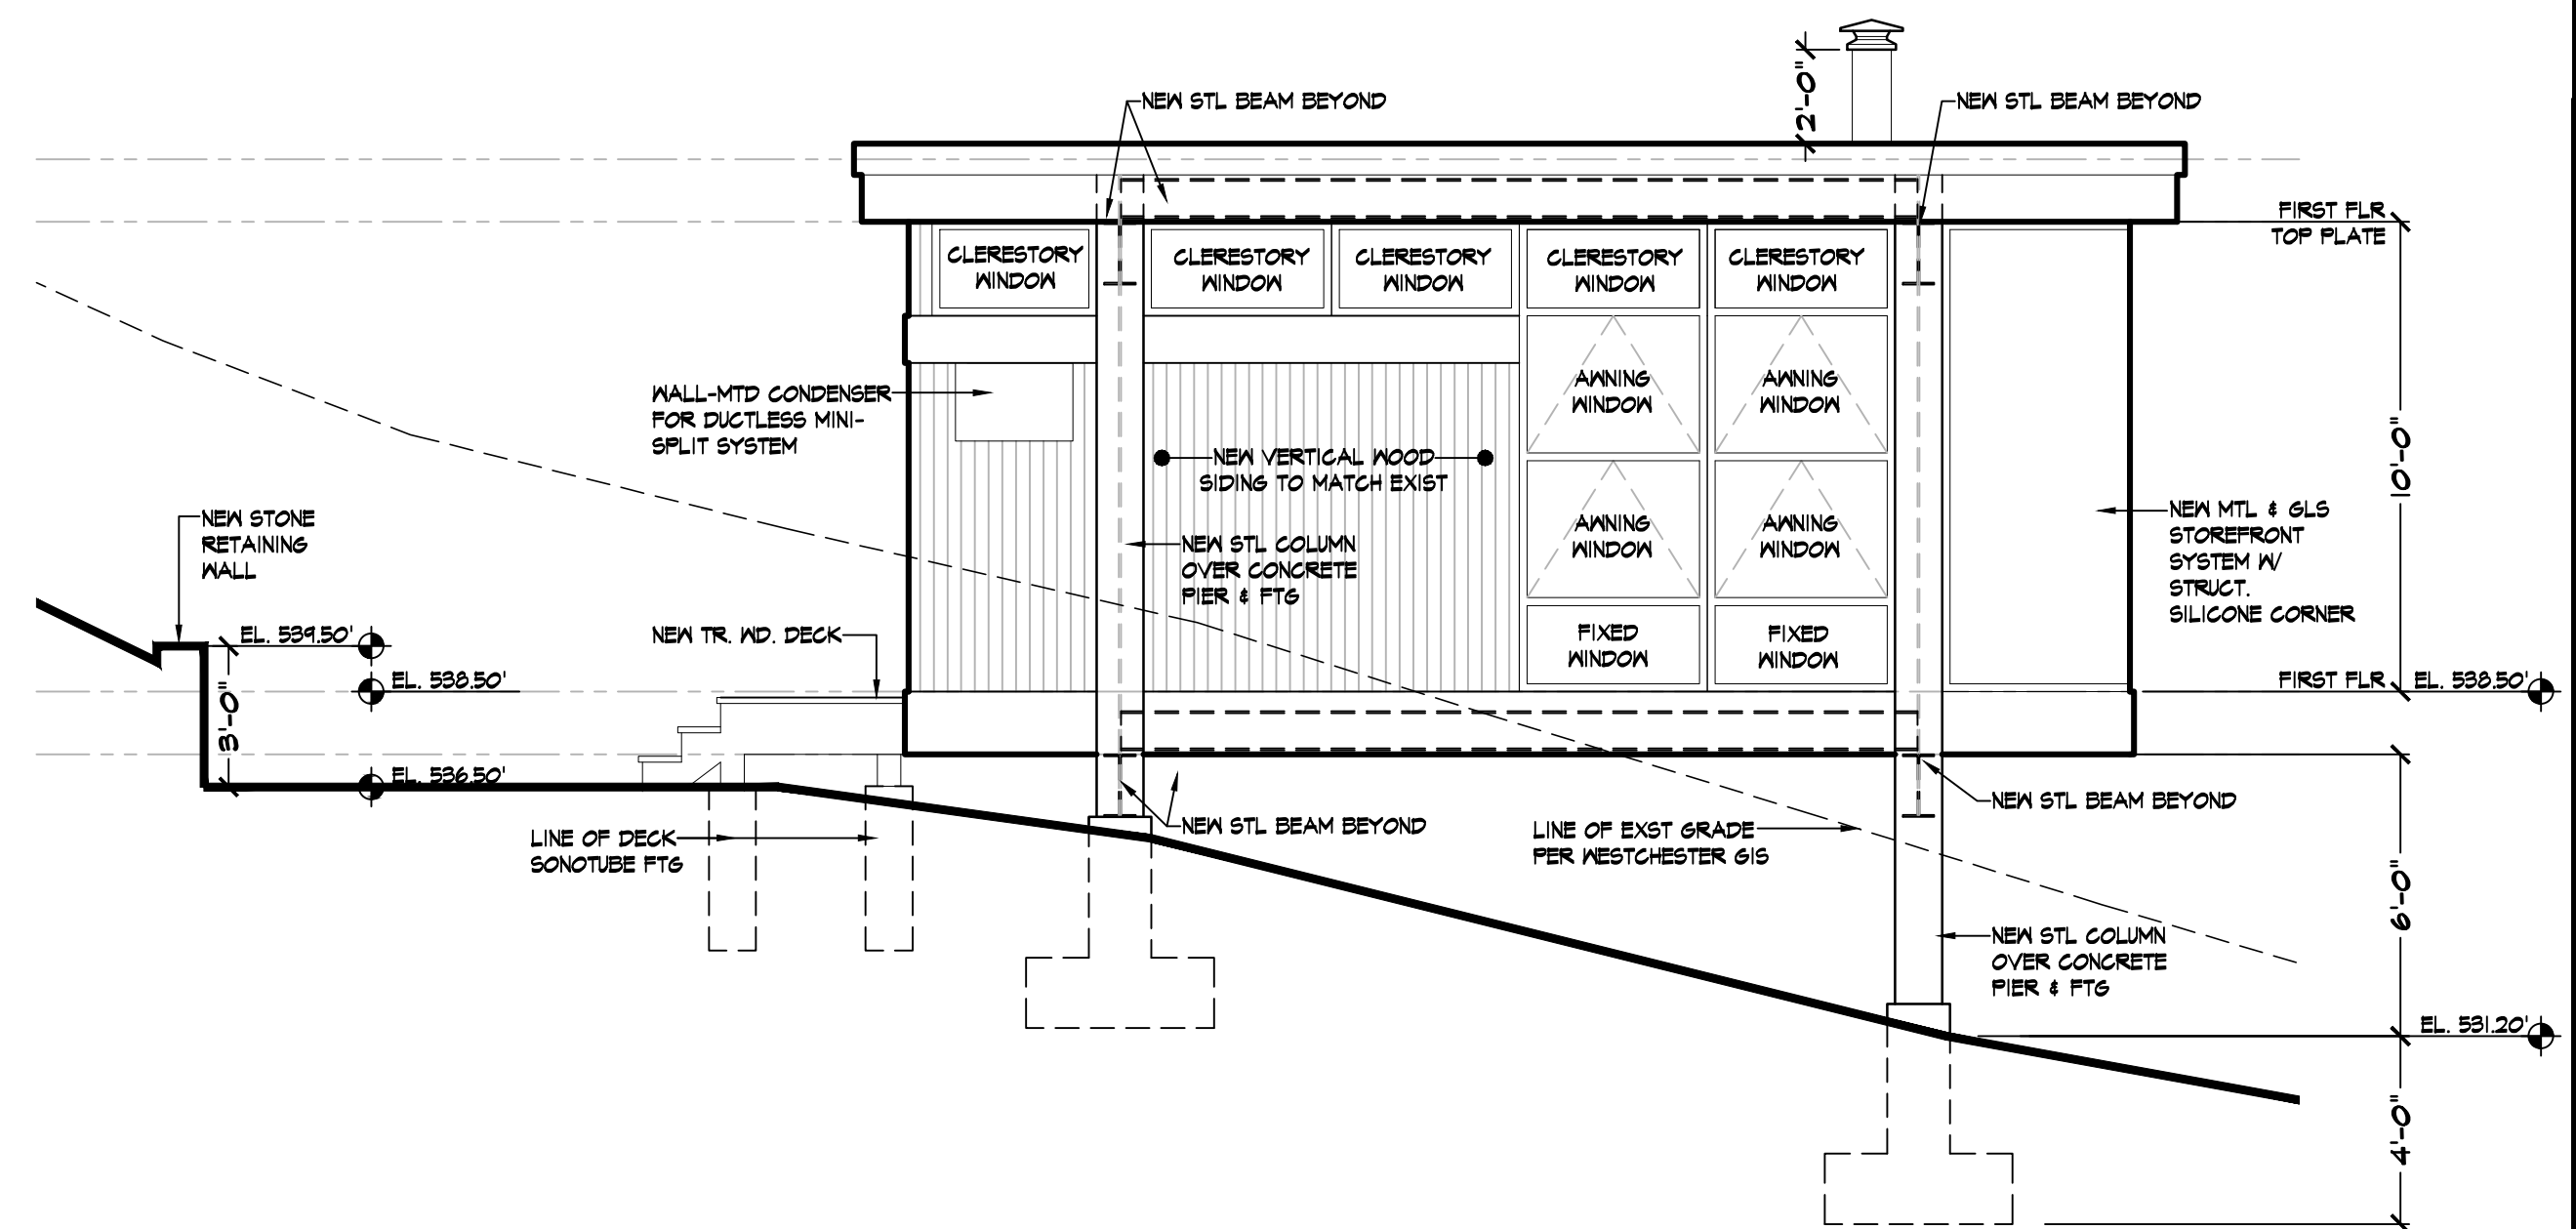 2'-0"
NEW STL BEAM BEYOND
NEW STL BEAM BEYOND
FIRST FLR
TOP PLATE
CLERESTORY
WINDOW
CLERESTORY
WINDOW
CLERESTORY
WINDOW
CLERESTORY
WINDOW
CLERESTORY
WINDOW
WALL-MTD CONDENSER
FOR DUCTLESS MINI-
SPLIT SYSTEM
AWNING
WINDOW
AWNING
WINDOW
10'-0"
NEW VERTICAL WOOD
SIDING TO MATCH EXIST
NEW STONE
RETAINING
WALL
NEW STL COLUMN
OVER CONCRETE
PIER & FTG
AWNING
WINDOW
AWNING
WINDOW
NEW MTL & GLS
STOREFRONT
SYSTEM W/
STRUCT.
SILICONE CORNER
EL. 539.50'
NEW TR. WD. DECK
FIXED
WINDOW
FIXED
WINDOW
EL. 538.50'
FIRST FLR
EL. 538.50'
3'-0"
EL. 536.50'
LINE OF DECK
SONOTUBE FTG
NEW STL BEAM BEYOND
LINE OF EXST GRADE
PER WESTCHESTER GIS
NEW STL BEAM BEYOND
6'-0"
NEW STL COLUMN
OVER CONCRETE
PIER & FTG
EL. 531.20'
4'-0"